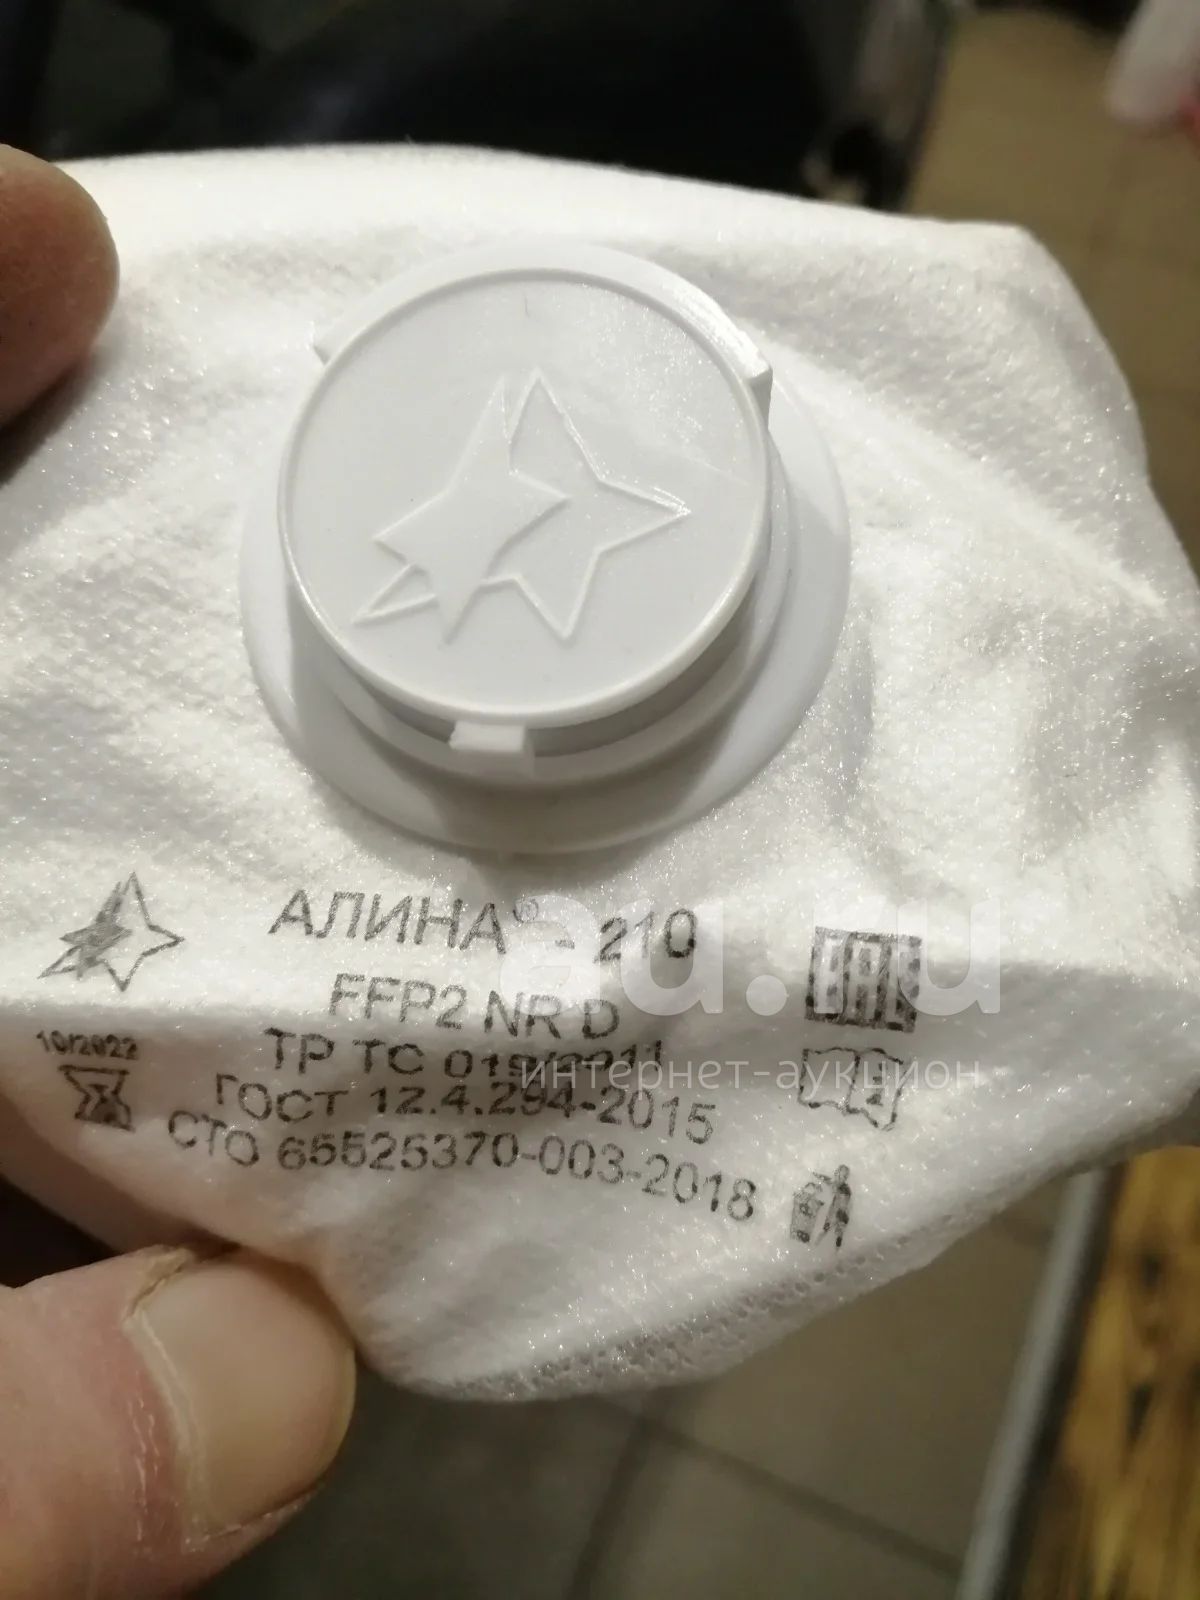 АЛИНА® - 210
FFP2 NR D
10/2022
ТР ТС 019/2011
ГОСТ 12.4.294-2015
СТО 65525370-003-2018
ЕАС
au.ru
интернет-аукцион